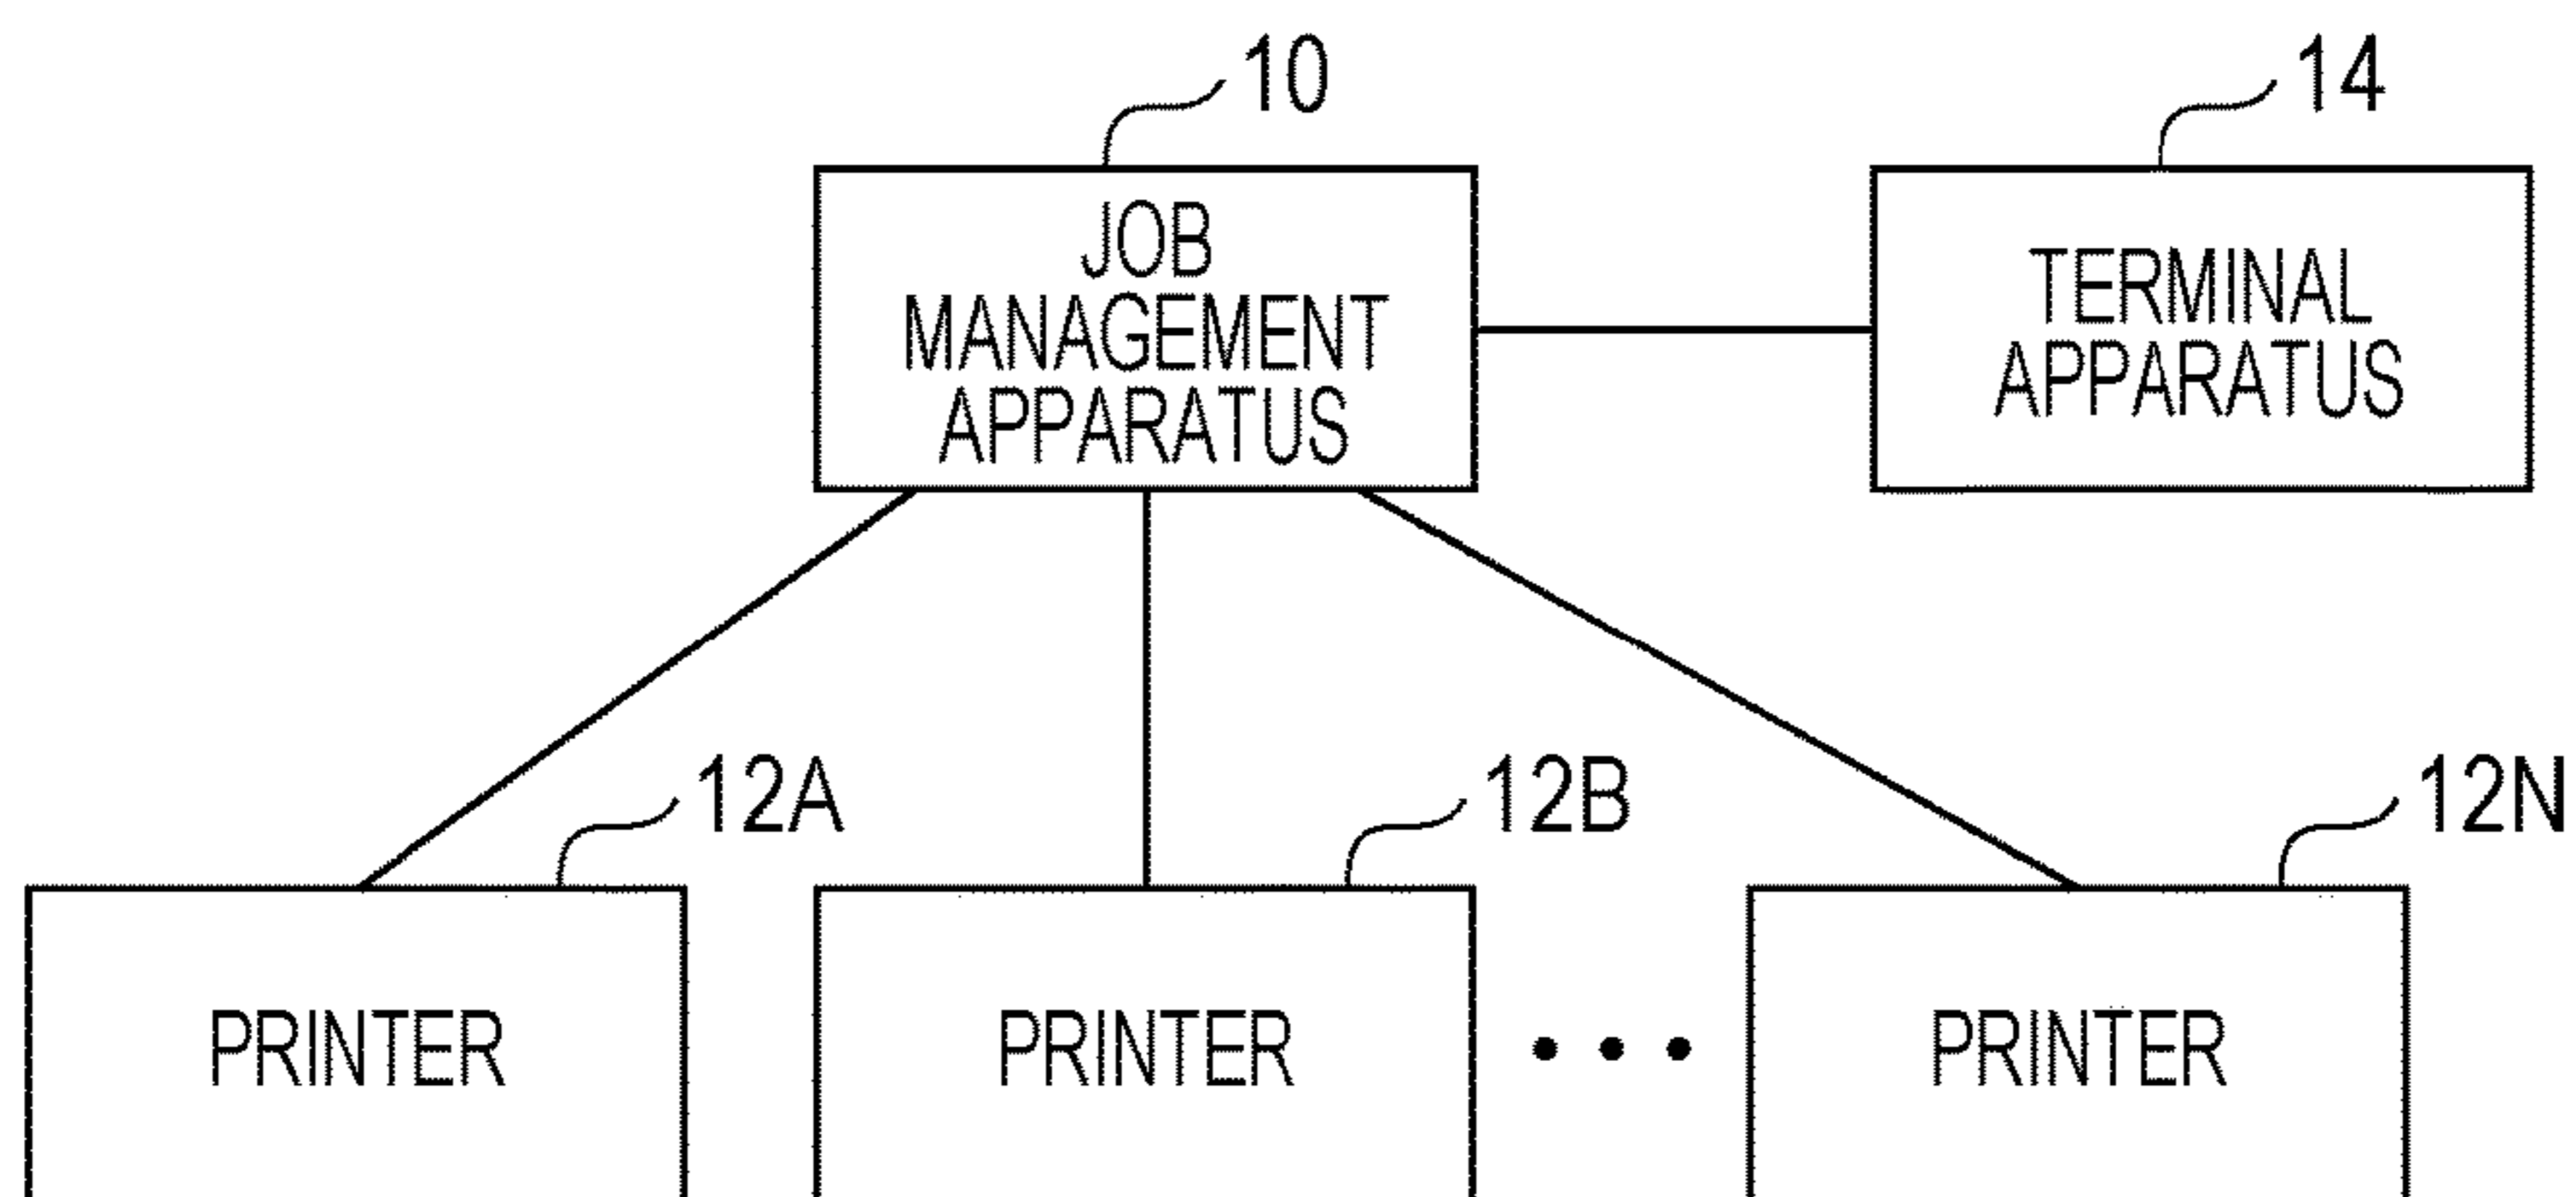 10
14
JOB
MANAGEMENT
APPARATUS
TERMINAL
APPARATUS
12A
12B
12N
PRINTER
PRINTER
PRINTER